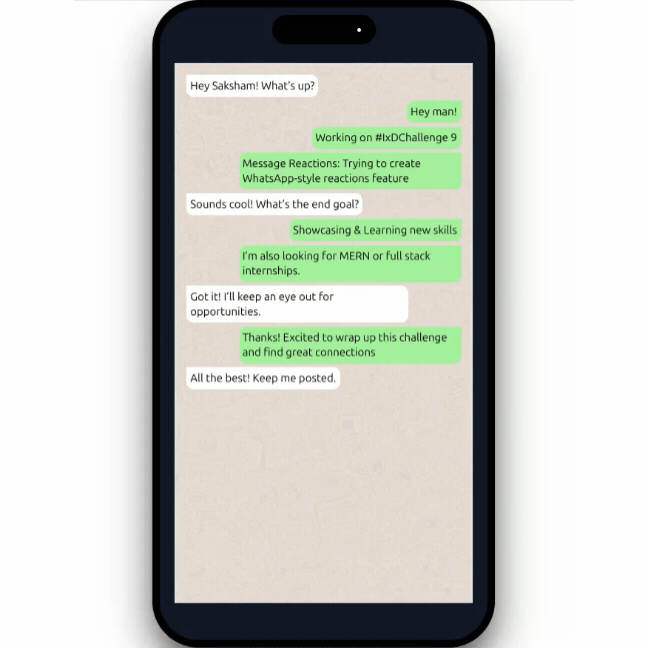 Hey Saksham! What's up?
Hey man!
Working on #IxDChallenge 9
Message Reactions: Trying to create
WhatsApp-style reactions feature
Sounds cool! What's the end goal?
Showcasing & Learning new skills
I'm also looking for MERN or full stack
internships.
Got it! I'll keep an eye out for
opportunities.
Thanks! Excited to wrap up this challenge
and find great connections
All the best! Keep me posted.